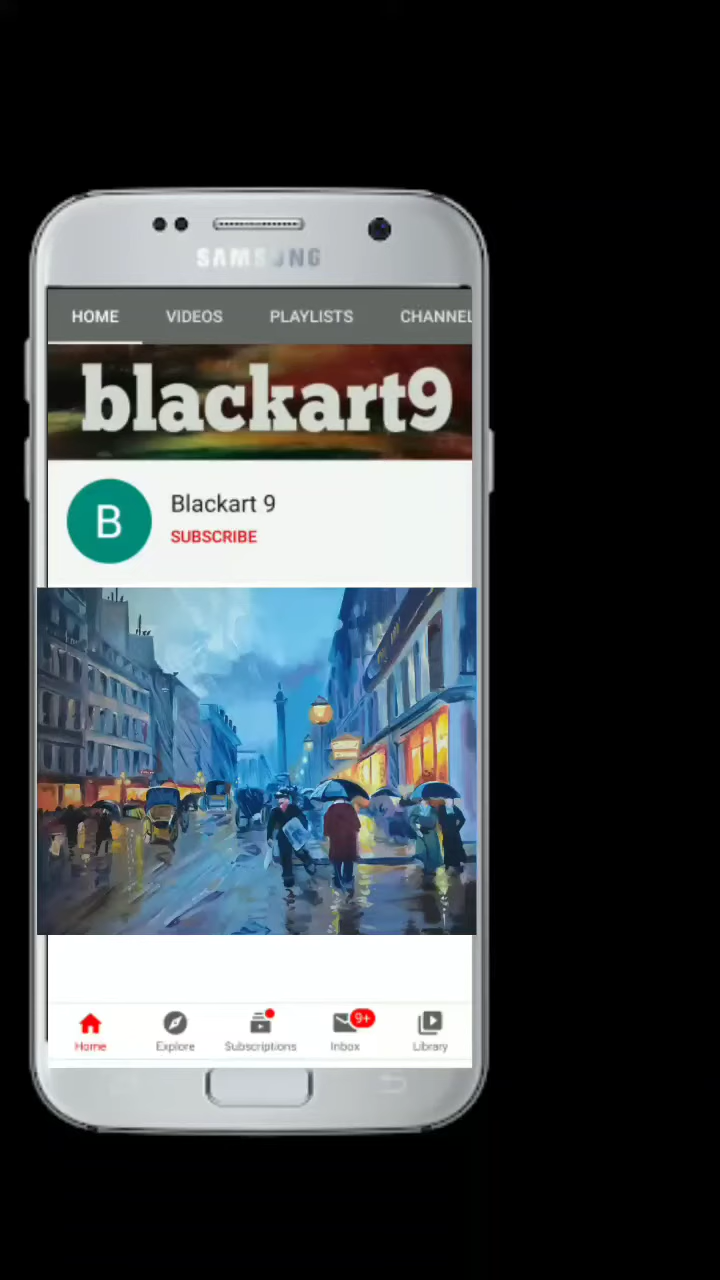 SAMSUNG
HOME VIDEOS PLAYLISTS CHANNEL
blackart9
B
Blackart 9
SUBSCRIBE
9+
Home Explore Subscriptions Inbox Library